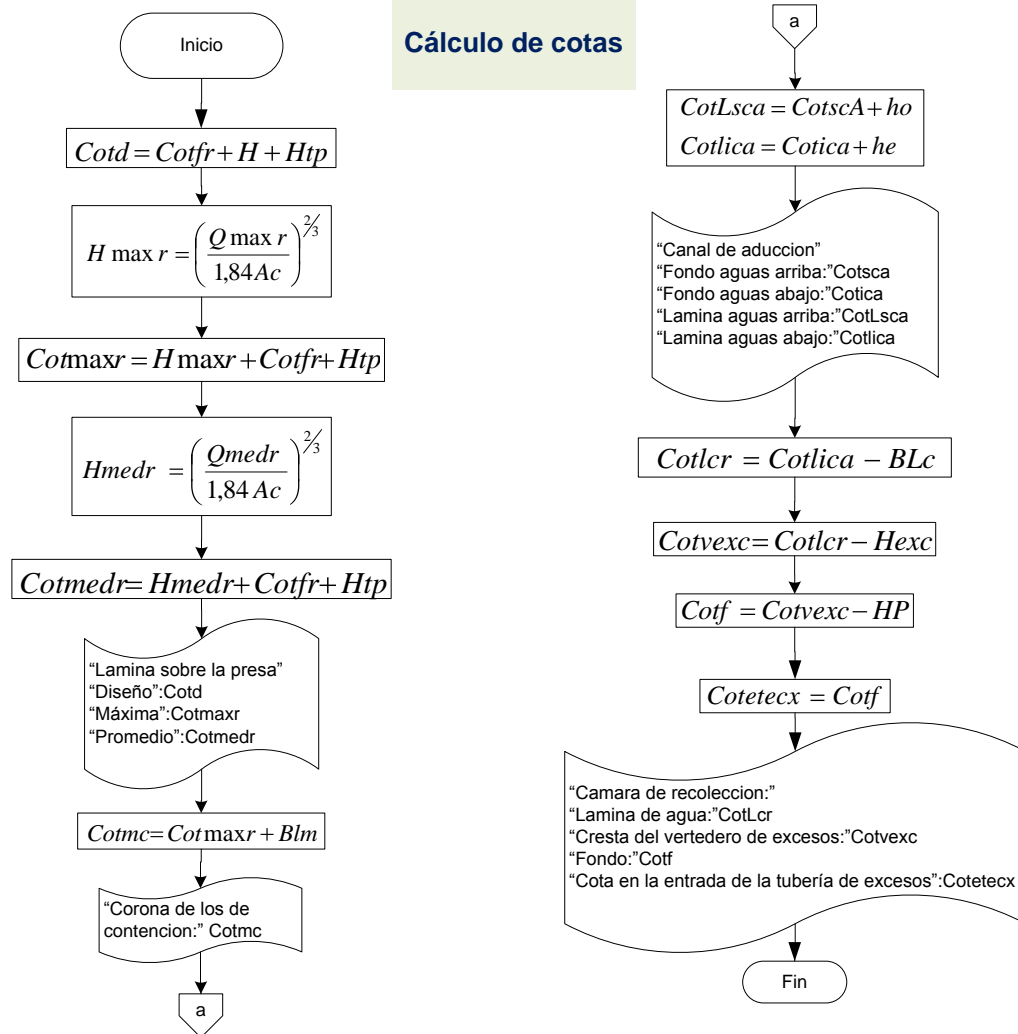 Cálculo de cotas
Inicio
Cotd = Cotfr + H + Htp
H max r = (Q max r / 1,84 Ac)^2/3
Cotmaxr = H maxr + Cotfr + Htp
Hmedr = (Qmedr / 1,84 Ac)^2/3
Cotmedr = Hmedr + Cotfr + Htp
“Lamina sobre la presa”
“Diseño”:Cotd
“Máxima”:Cotmaxr
“Promedio”:Cotmedr
Cotmc = Cot maxr + Blm
“Corona de los de
contencion:” Cotmc
a
a
CotLsca = CotscA + ho
Cotlica = Cotica + he
“Canal de aduccion”
“Fondo aguas arriba:”Cotsca
“Fondo aguas abajo:”Cotica
“Lamina aguas arriba:”CotLsca
“Lamina aguas abajo:”Cotlica
Cotlcr = Cotlica − BLc
Cotvexc = Cotlcr − Hexc
Cotf = Cotvexc − HP
Cotetecx = Cotf
“Camara de recoleccion:”
“Lamina de agua:”CotLcr
“Cresta del vertedero de excesos:”Cotvexc
“Fondo:”Cotf
“Cota en la entrada de la tubería de excesos”:Cotetecx
Fin